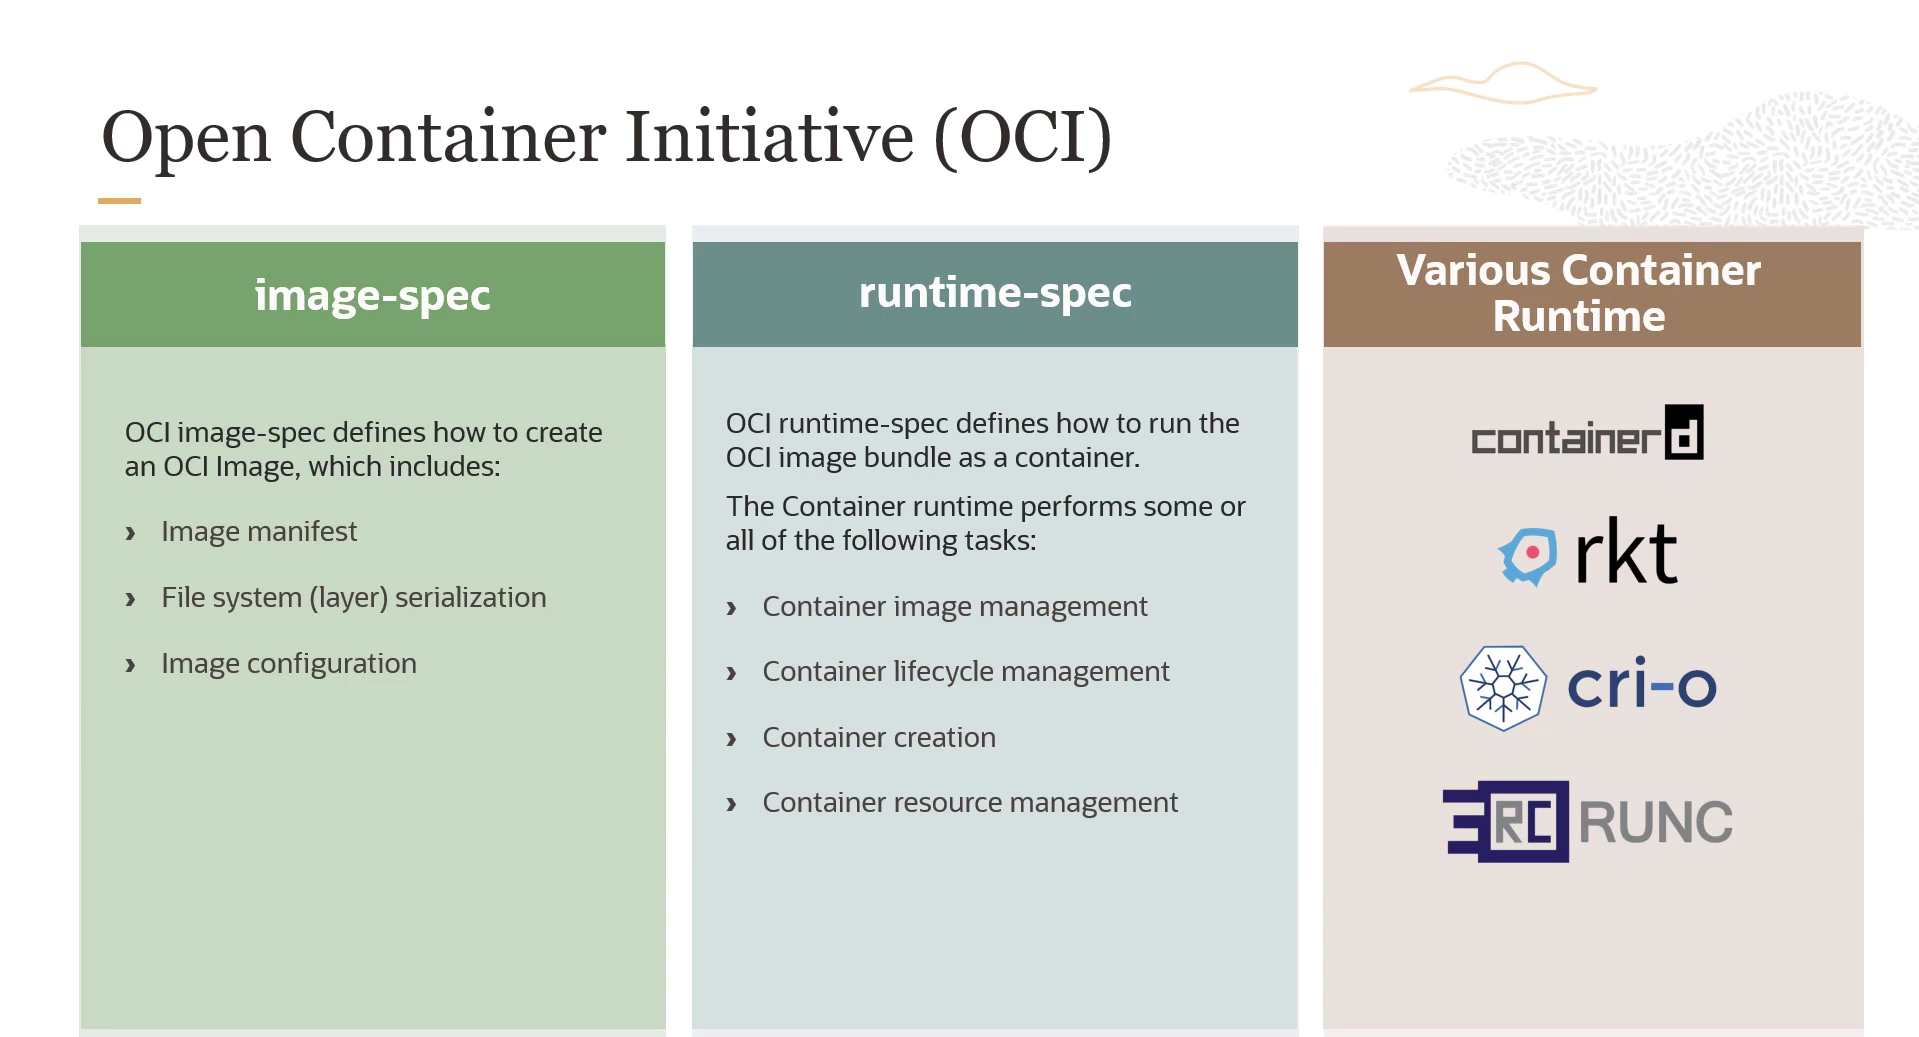 Open Container Initiative (OCI)
image-spec
OCI image-spec defines how to create
an OCI Image, which includes:
› Image manifest
› File system (layer) serialization
› Image configuration
runtime-spec
OCI runtime-spec defines how to run the
OCI image bundle as a container.
The Container runtime performs some or
all of the following tasks:
› Container image management
› Container lifecycle management
› Container creation
› Container resource management
Various Container
Runtime
containerd
rkt
cri-o
RC RUNC